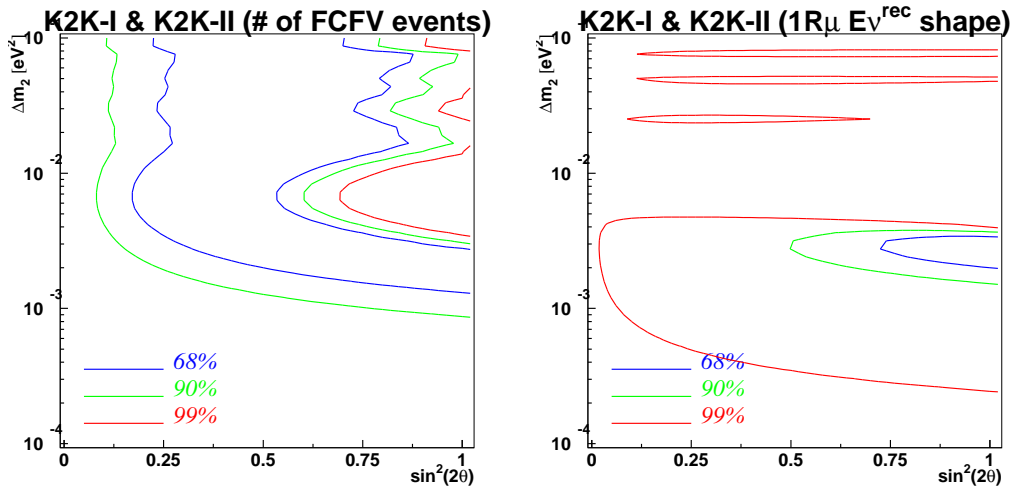 K2K-I & K2K-II (# of FCFV events)
Δm₂ [eV²]
10⁻¹
10⁻²
10⁻³
10⁻⁴
68%
90%
99%
0 0.25 0.5 0.75 1
sin²(2θ)
K2K-I & K2K-II (1Rμ Eν^rec shape)
Δm₂ [eV²]
10⁻¹
10⁻²
10⁻³
10⁻⁴
68%
90%
99%
0 0.25 0.5 0.75 1
sin²(2θ)